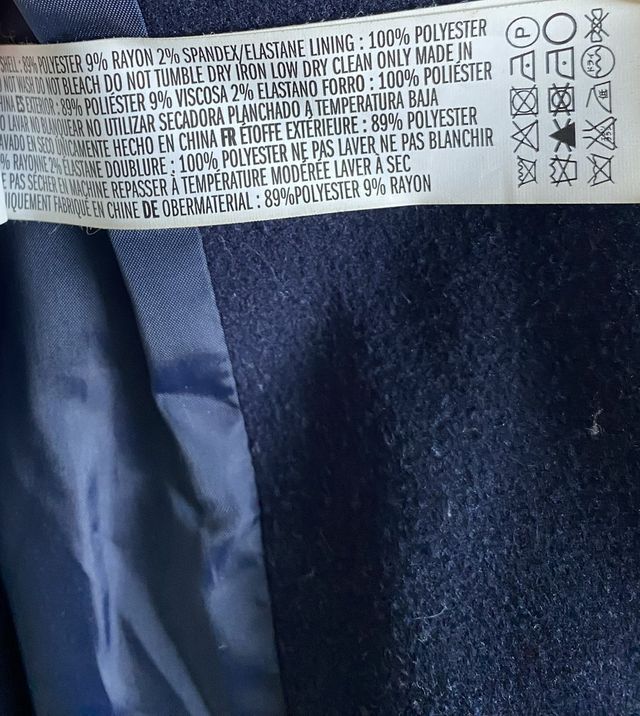 SHELL : 89% POLYESTER 9% RAYON 2% SPANDEX/ELASTANE LINING : 100% POLYESTER
NOT WASH DO NOT BLEACH DO NOT TUMBLE DRY IRON LOW DRY CLEAN ONLY MADE IN
ES EXTERIOR : 89% POLIÉSTER 9% VISCOSA 2% ELASTANO FORRO : 100% POLIÉSTER
LAVAR NO BLANQUEAR NO UTILIZAR SECADORA PLANCHADO A TEMPERATURA BAJA
EN SECO ÚNICAMENTE HECHO EN CHINA FR ÉTOFFE EXTÉRIEURE : 89% POLYESTER
% RAYONNE 2% ELASTANE DOUBLURE : 100% POLYESTER NE PAS LAVER NE PAS BLANCHIR
E PAS SÉCHER EN MACHINE REPASSER À TEMPÉRATURE MODÉRÉE LAVER À SEC
IQUEMENT FABRIQUÉ EN CHINE DE OBERMATERIAL : 89%POLYESTER 9% RAYON
P